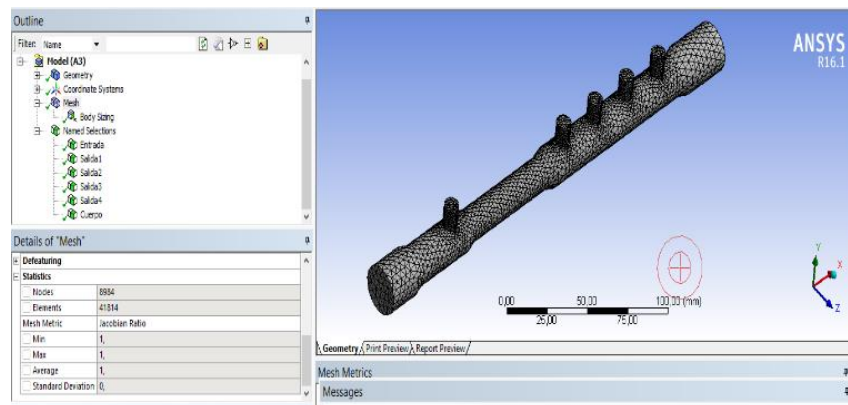 Outline
Filter: Name
Model (A3)
Geometry
Coordinate Systems
Mesh
Body Sizing
Named Selections
Entrada
Salida1
Salida2
Salida3
Salida4
Cuerpo
Details of "Mesh"
Defeaturing
Statistics
Nodes 8984
Elements 41814
Mesh Metric Jacobian Ratio
Min 1,
Max 1,
Average 1
Standard Deviation 0,
ANSYS
R16.1
0,00 50,00 100,00 (mm)
25,00 75,00
Y
X
Z
Geometry Print Preview Report Preview
Mesh Metrics
Messages